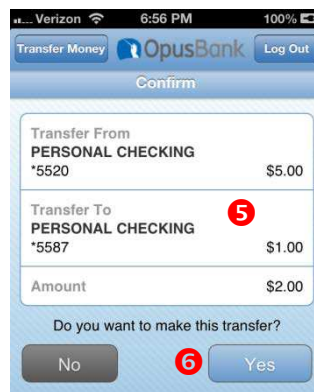 Verizon 6:56 PM 100%
Transfer Money OpusBank Log Out
Confirm
Transfer From
PERSONAL CHECKING
*5520 $5.00
Transfer To
PERSONAL CHECKING
5
*5587 $1.00
Amount $2.00
Do you want to make this transfer?
No 6 Yes